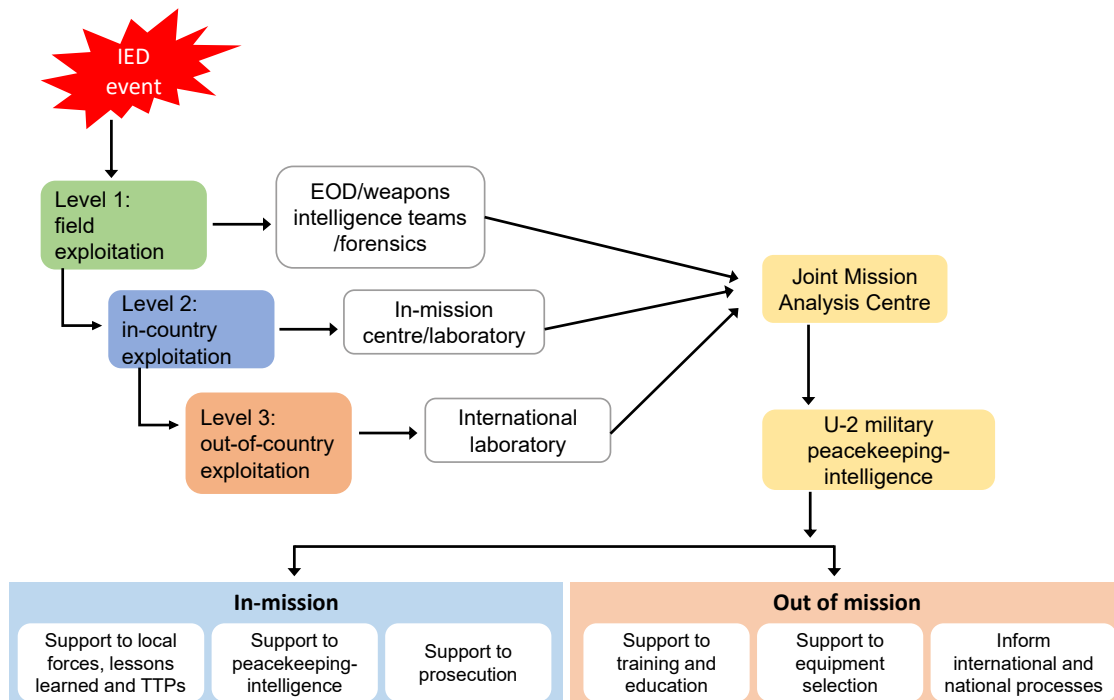 IED
event
Level 1:
field
exploitation
EOD/weapons
intelligence teams
/forensics
Level 2:
in-country
exploitation
In-mission
centre/laboratory
Joint Mission
Analysis Centre
Level 3:
out-of-country
exploitation
International
laboratory
U-2 military
peacekeeping-
intelligence
In-mission
Support to local
forces, lessons
learned and TTPs
Support to
peacekeeping-
intelligence
Support to
prosecution
Out of mission
Support to
training and
education
Support to
equipment
selection
Inform
international and
national processes